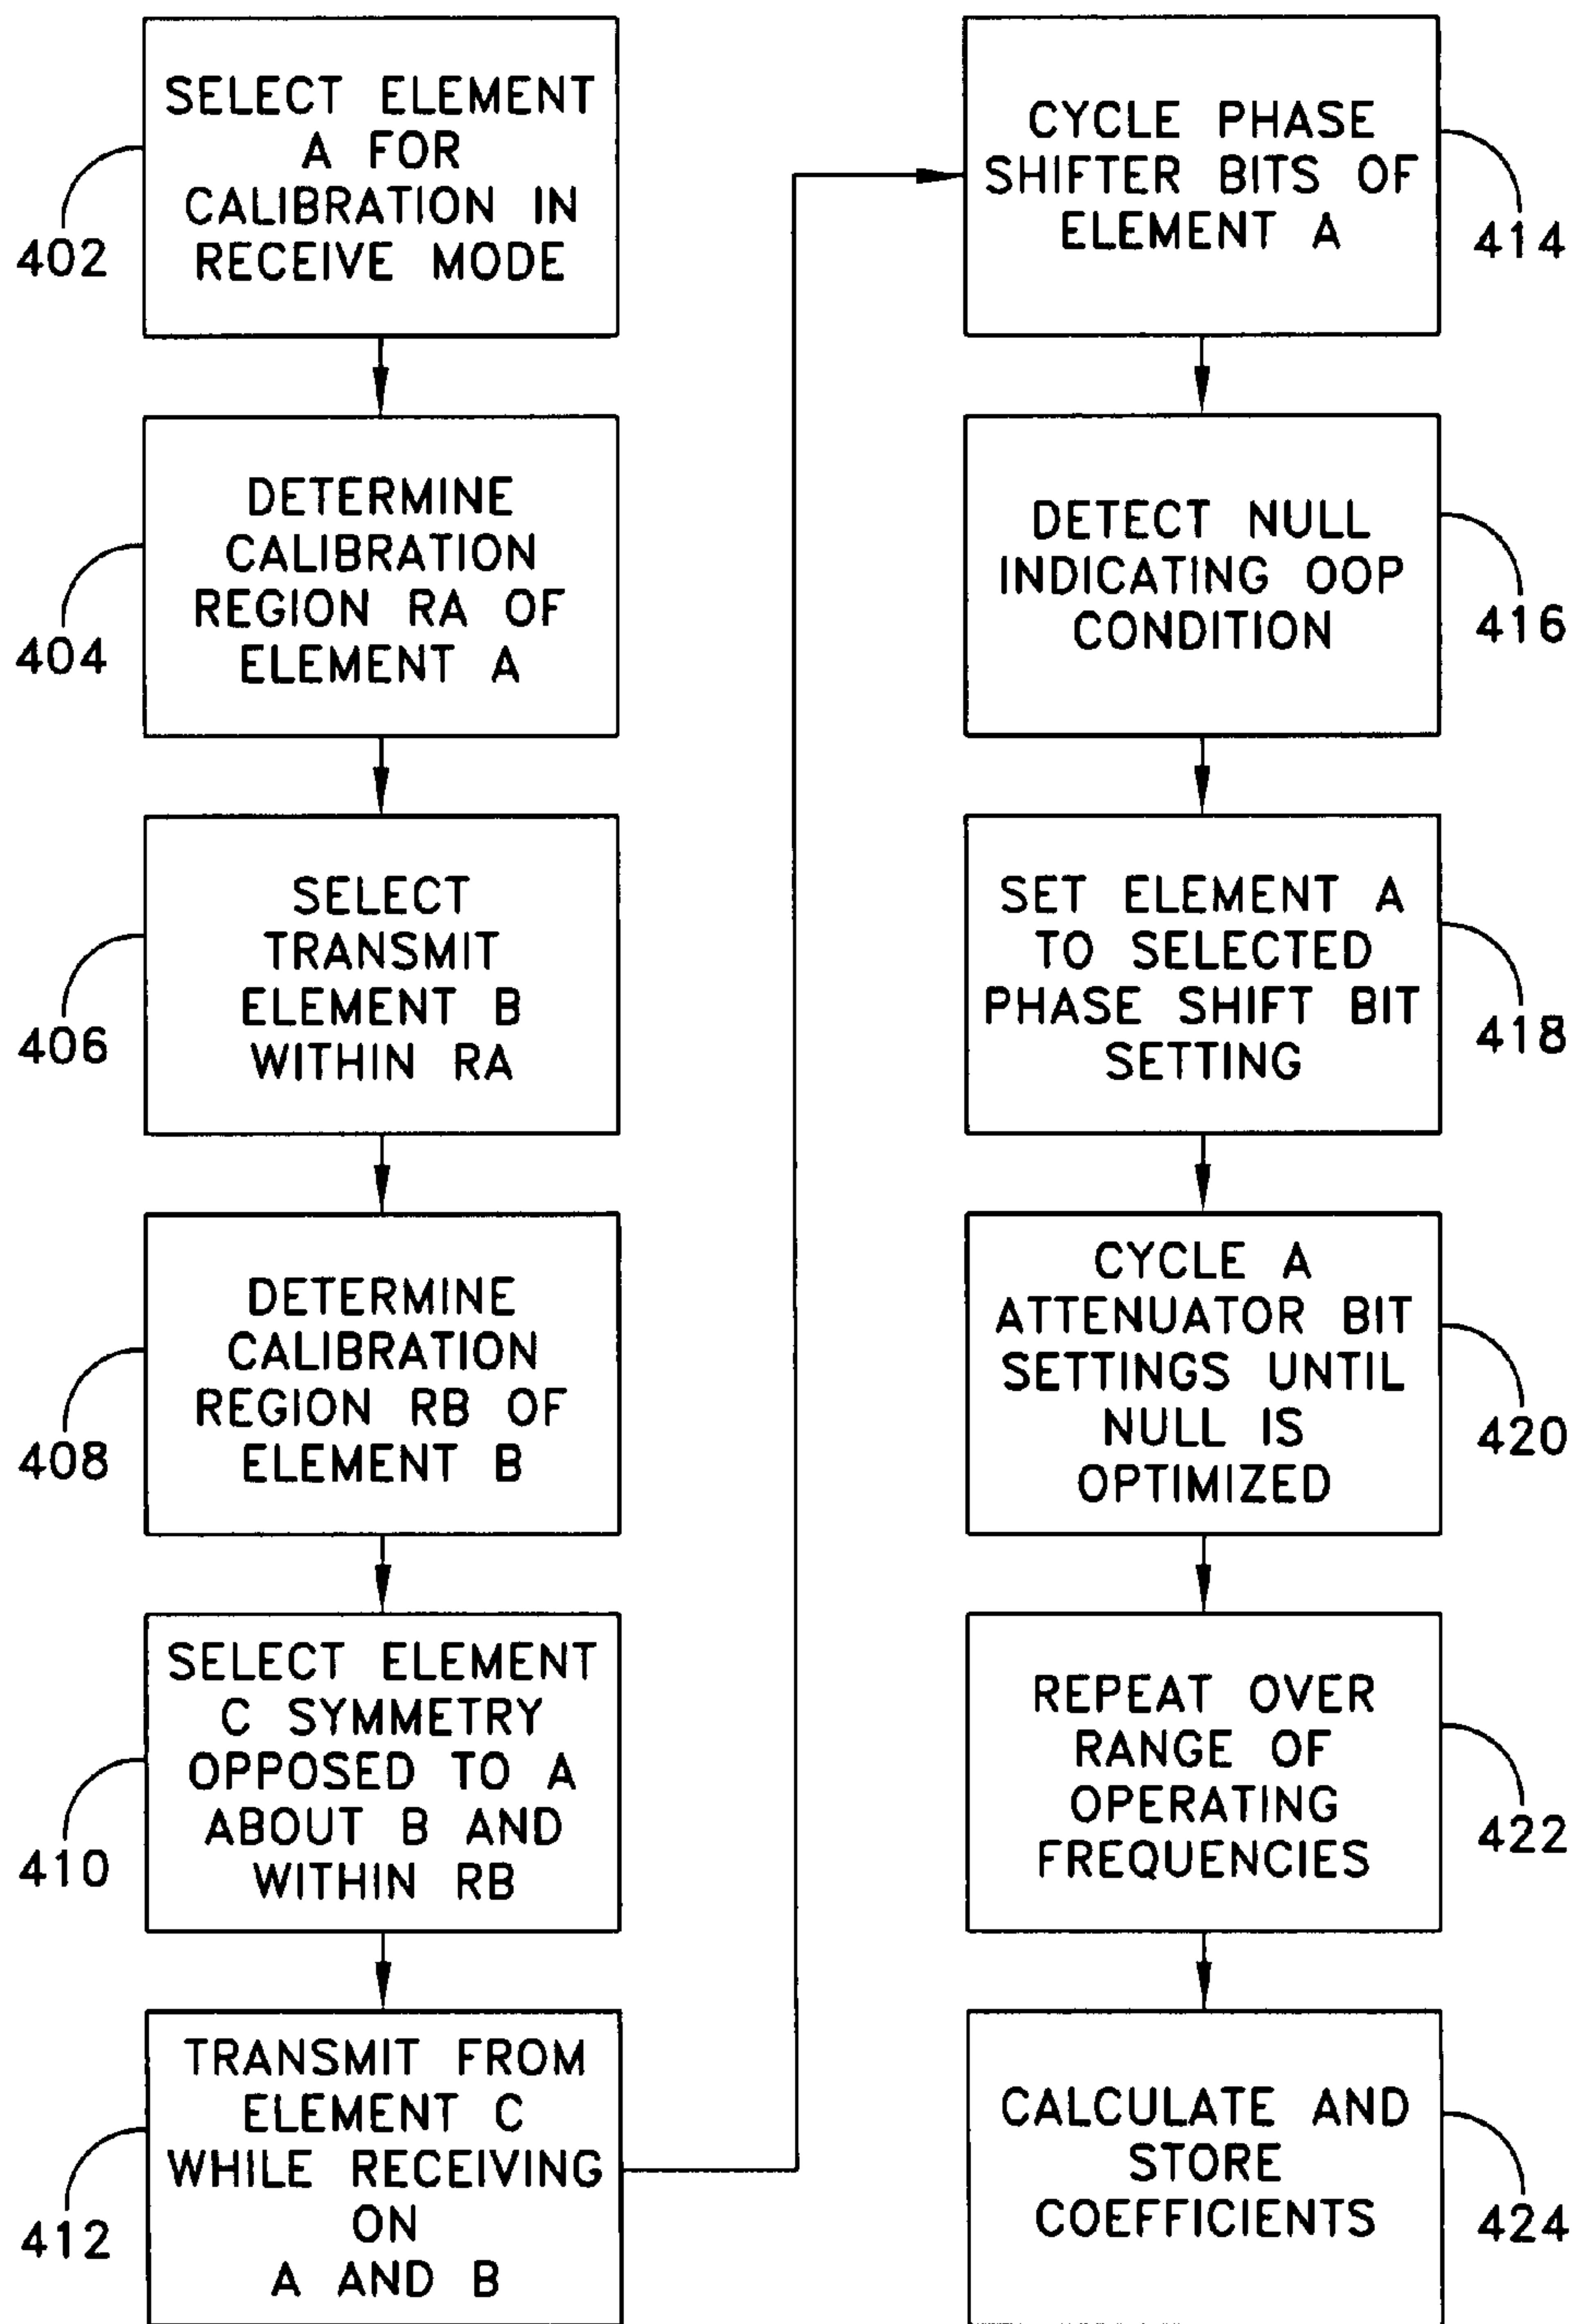 SELECT ELEMENT
A FOR
CALIBRATION IN
RECEIVE MODE
402
DETERMINE
CALIBRATION
REGION RA OF
ELEMENT A
404
SELECT
TRANSMIT
ELEMENT B
WITHIN RA
406
DETERMINE
CALIBRATION
REGION RB OF
ELEMENT B
408
SELECT ELEMENT
C SYMMETRY
OPPOSED TO A
ABOUT B AND
WITHIN RB
410
TRANSMIT FROM
ELEMENT C
WHILE RECEIVING
ON
A AND B
412
CYCLE PHASE
SHIFTER BITS OF
ELEMENT A
414
DETECT NULL
INDICATING OOP
CONDITION
416
SET ELEMENT A
TO SELECTED
PHASE SHIFT BIT
SETTING
418
CYCLE A
ATTENUATOR BIT
SETTINGS UNTIL
NULL IS
OPTIMIZED
420
REPEAT OVER
RANGE OF
OPERATING
FREQUENCIES
422
CALCULATE AND
STORE
COEFFICIENTS
424